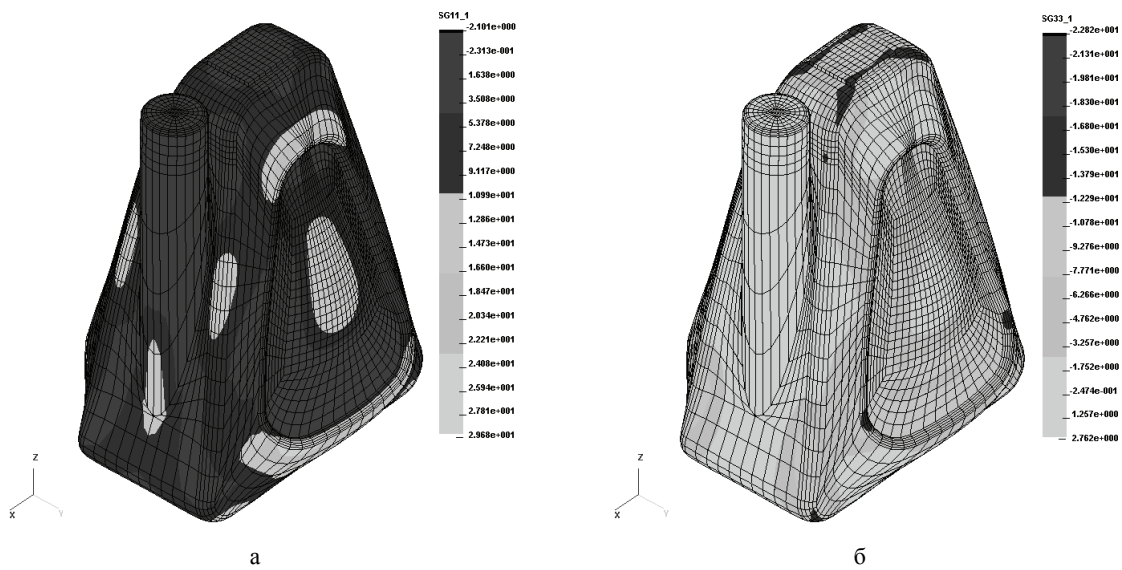 SG11_1
-2.101e+000
-2.313e-001
1.638e+000
3.508e+000
5.378e+000
7.248e+000
9.117e+000
1.099e+001
1.286e+001
1.473e+001
1.660e+001
1.847e+001
2.034e+001
2.221e+001
2.408e+001
2.594e+001
2.781e+001
2.968e+001
Z
X
Y
а
SG33_1
-2.282e+001
-2.131e+001
-1.981e+001
-1.830e+001
-1.680e+001
-1.530e+001
-1.379e+001
-1.229e+001
-1.078e+001
-9.276e+000
-7.771e+000
-6.266e+000
-4.762e+000
-3.257e+000
-1.752e+000
-2.474e-001
1.257e+000
2.762e+000
Z
X
Y
б